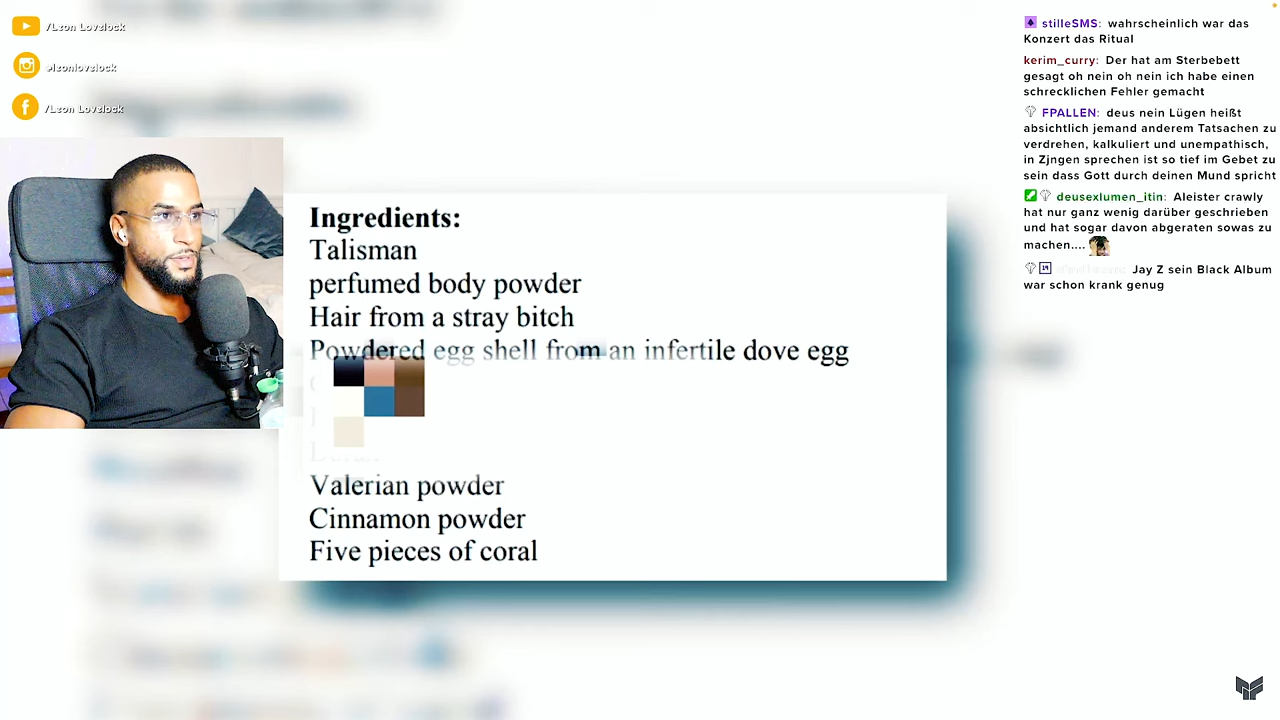 /Leon Lovelock
leonlovelock
/Leon Lovelock
Ingredients:
Talisman
perfumed body powder
Hair from a stray bitch
Powdered egg shell from an infertile dove egg
Valerian powder
Cinnamon powder
Five pieces of coral
stilleSMS: wahrscheinlich war das
Konzert das Ritual
kerim_curry: Der hat am Sterbebett
gesagt oh nein oh nein ich habe einen
schrecklichen Fehler gemacht
FPALLEN: deus nein Lügen heißt
absichtlich jemand anderem Tatsachen zu
verdrehen, kalkuliert und unempathisch,
in Zjngen sprechen ist so tief im Gebet zu
sein dass Gott durch deinen Mund spricht
deusexlumen_itin: Aleister crawly
hat nur ganz wenig darüber geschrieben
und hat sogar davon abgeraten sowas zu
machen....
Jay Z sein Black Album
war schon krank genug